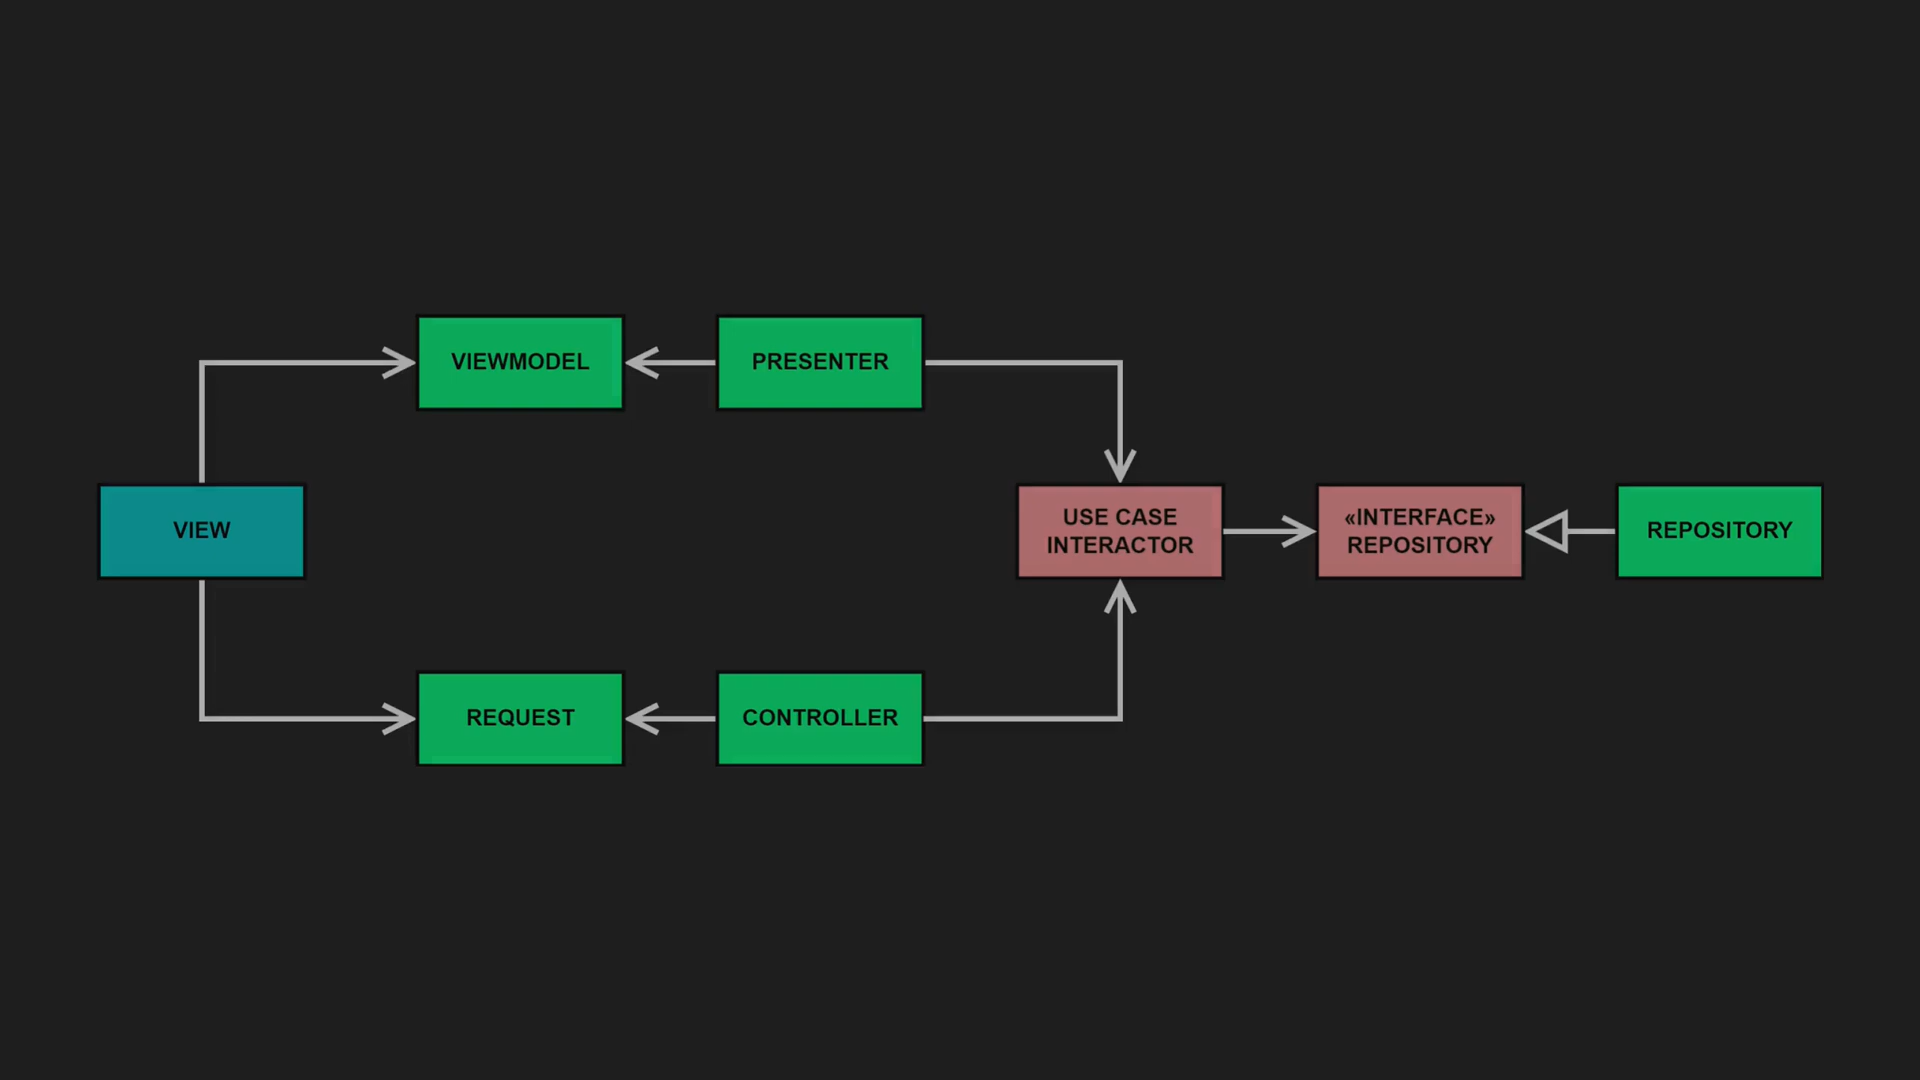 VIEWMODEL
PRESENTER
VIEW
USE CASE
INTERACTOR
«INTERFACE»
REPOSITORY
REPOSITORY
REQUEST
CONTROLLER